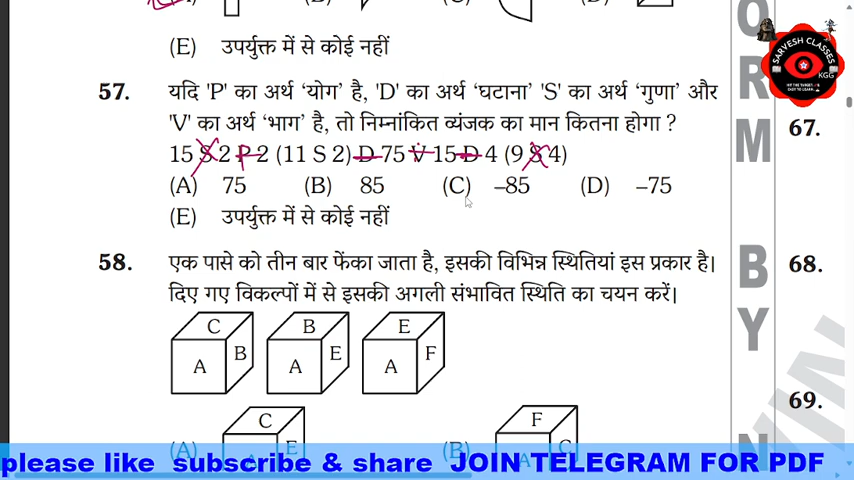 (E) उपर्युक्त में से कोई नहीं
57. यदि 'P' का अर्थ 'योग' है, 'D' का अर्थ 'घटाना' 'S' का अर्थ 'गुणा' और
'V' का अर्थ 'भाग' है, तो निम्नांकित व्यंजक का मान कितना होगा ?
15 S 2 P 2 (11 S 2) D 75 V 15 D 4 (9 S 4)
(A) 75 (B) 85 (C) –85 (D) –75
(E) उपर्युक्त में से कोई नहीं
58. एक पासे को तीन बार फेंका जाता है, इसकी विभिन्न स्थितियां इस प्रकार है।
दिए गए विकल्पों में से इसकी अगली संभावित स्थिति का चयन करें।
C B E
A B A E A F
(A) C E (B) F C
A A
O
R
M
B
Y
N
67.
68.
69.
SARVESH CLASSES
KGG
please like subscribe & share JOIN TELEGRAM FOR PDF